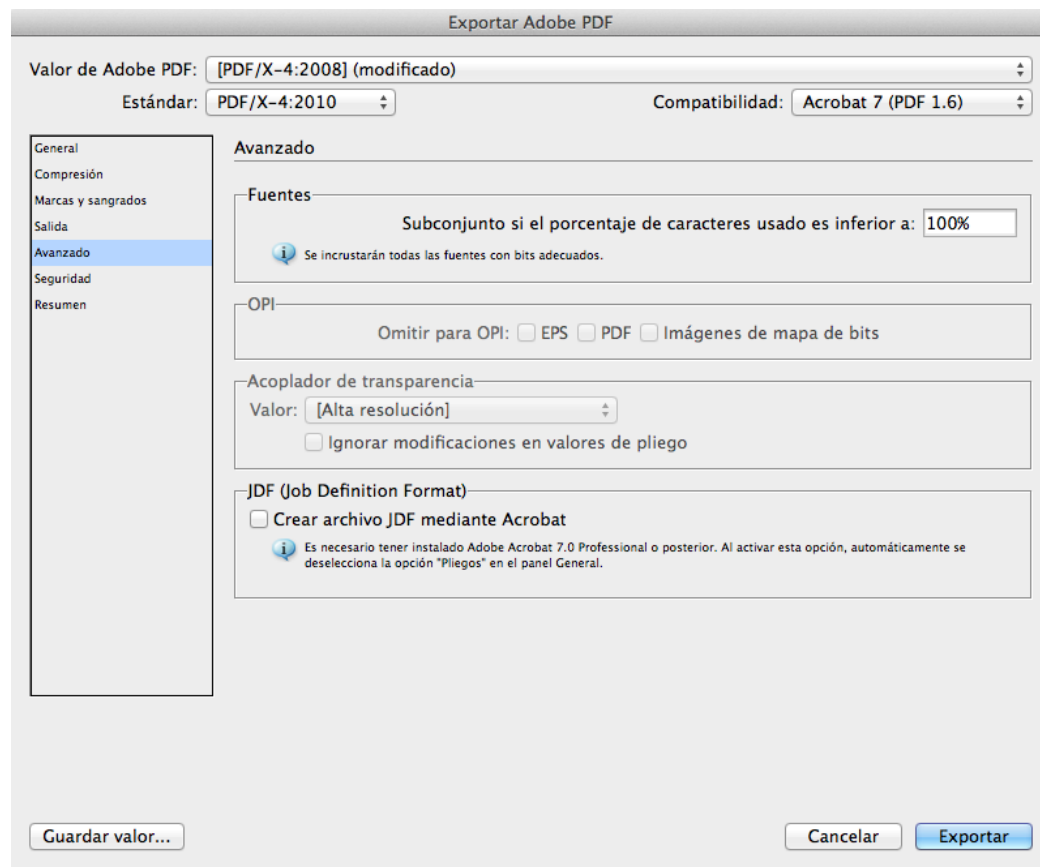 Exportar Adobe PDF
Valor de Adobe PDF: [PDF/X-4:2008] (modificado)
Estándar: PDF/X-4:2010 Compatibilidad: Acrobat 7 (PDF 1.6)
General
Compresión
Marcas y sangrados
Salida
Avanzado
Seguridad
Resumen
Avanzado
Fuentes
Subconjunto si el porcentaje de caracteres usado es inferior a: 100%
Se incrustarán todas las fuentes con bits adecuados.
OPI
Omitir para OPI: EPS PDF Imágenes de mapa de bits
Acoplador de transparencia
Valor: [Alta resolución]
Ignorar modificaciones en valores de pliego
JDF (Job Definition Format)
Crear archivo JDF mediante Acrobat
Es necesario tener instalado Adobe Acrobat 7.0 Professional o posterior. Al activar esta opción, automáticamente se
deselecciona la opción "Pliegos" en el panel General.
Guardar valor... Cancelar Exportar